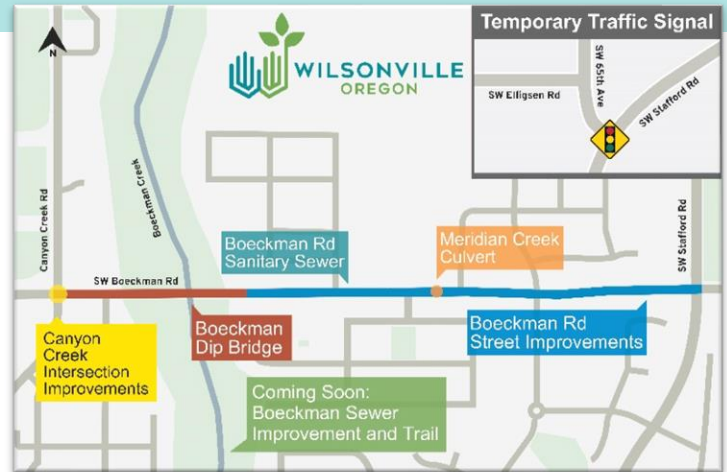 Temporary Traffic Signal
SW 65th Ave
SW Elligsen Rd
SW Stafford Rd
N
WILSONVILLE
OREGON
Canyon Creek Rd
Boeckman Creek
SW Stafford Rd
Boeckman Rd
Sanitary Sewer
Meridian Creek
Culvert
SW Boeckman Rd
Canyon
Creek
Intersection
Improvements
Boeckman
Dip Bridge
Boeckman Rd
Street Improvements
Coming Soon:
Boeckman Sewer
Improvement and Trail